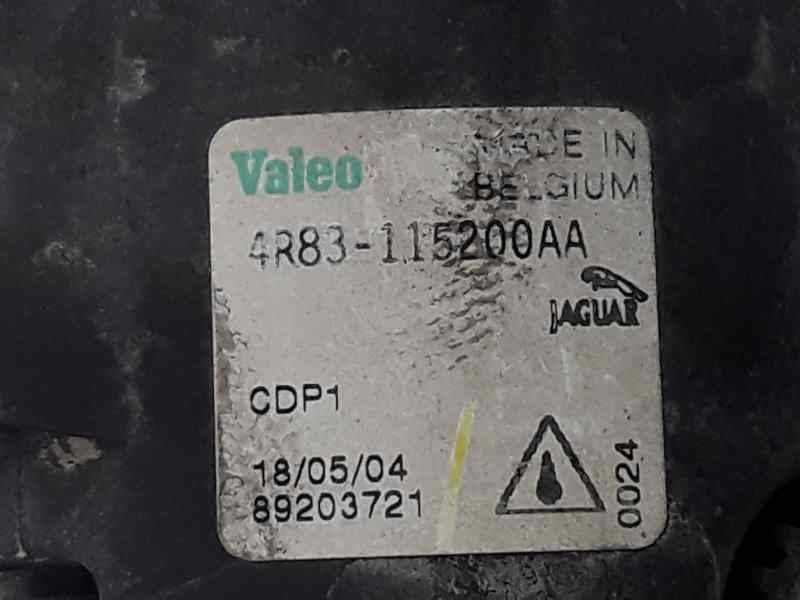 Valeo
MADE IN
BELGIUM
4R83-115200AA
JAGUAR
CDP1
18/05/04
89203721
0024